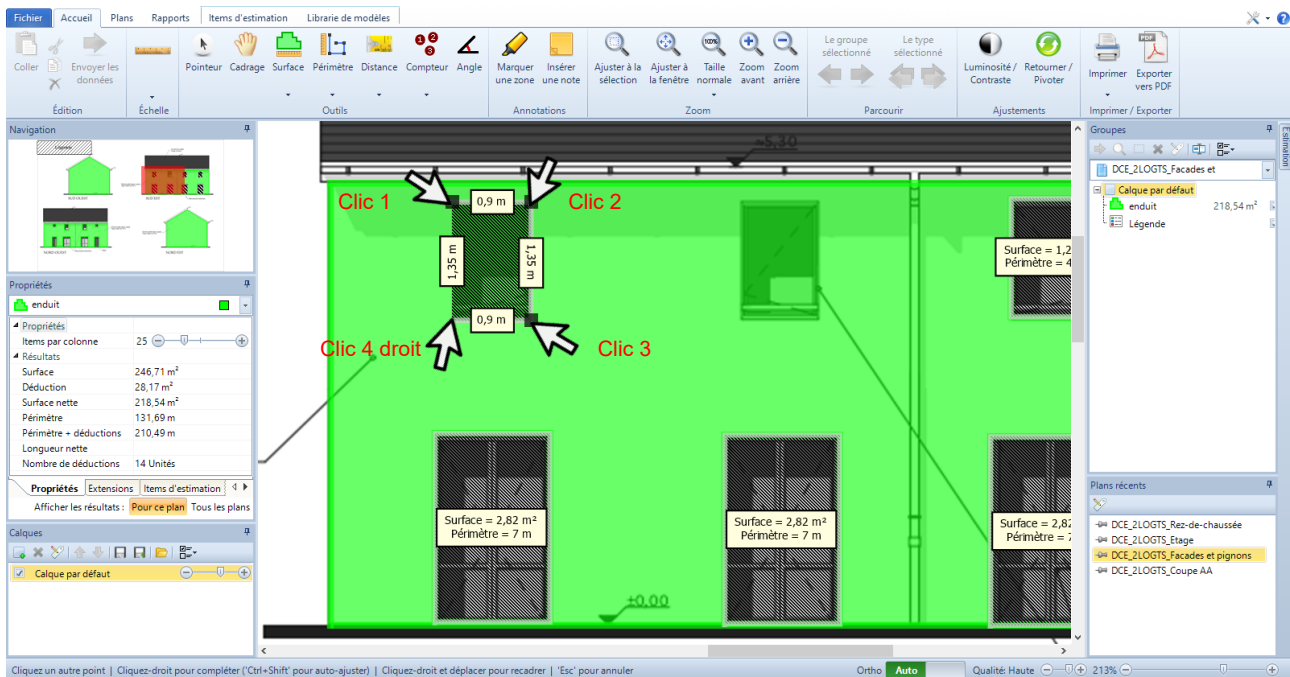 Fichier Accueil Plans Rapports Items d'estimation Librairie de modèles
Coller Envoyer les données
Pointeur Cadrage Surface Périmètre Distance Compteur Angle
Marquer une zone Insérer une note
Ajuster à la sélection Ajuster à la fenêtre Taille normale Zoom avant Zoom arrière
Le groupe sélectionné Le type sélectionné
Luminosité / Contraste Retourner / Pivoter
Imprimer Exporter vers PDF
Édition Échelle Outils Annotations Zoom Parcourir Ajustements Imprimer / Exporter
Navigation
Propriétés
enduit
Propriétés
Items par colonne 25
Résultats
Surface 246,71 m²
Déduction 28,17 m²
Surface nette 218,54 m²
Périmètre 131,69 m
Périmètre + déductions 210,49 m
Longueur nette
Nombre de déductions 14 Unités
Propriétés Extensions Items d'estimation
Afficher les résultats : Pour ce plan Tous les plans
Calques
Calque par défaut
~5,30
Clic 1
0,9 m
Clic 2
1,35 m
1,35 m
0,9 m
Clic 4 droit
Clic 3
Surface = 1,2
Périmètre = 4
Surface = 2,82 m²
Périmètre = 7 m
Surface = 2,82 m²
Périmètre = 7 m
Surface = 2,82
Périmètre = 7
±0.00
Groupes
Estimation
DCE_2LOGTS_Facades et
Calque par défaut
enduit 218,54 m²
Légende
Plans récents
DCE_2LOGTS_Rez-de-chaussée
DCE_2LOGTS_Etage
DCE_2LOGTS_Facades et pignons
DCE_2LOGTS_Coupe AA
Cliquez un autre point | Cliquez-droit pour compléter ('Ctrl+Shift' pour auto-ajuster) | Cliquez-droit et déplacer pour recadrer | 'Esc' pour annuler
Ortho Auto Qualité: Haute 213%